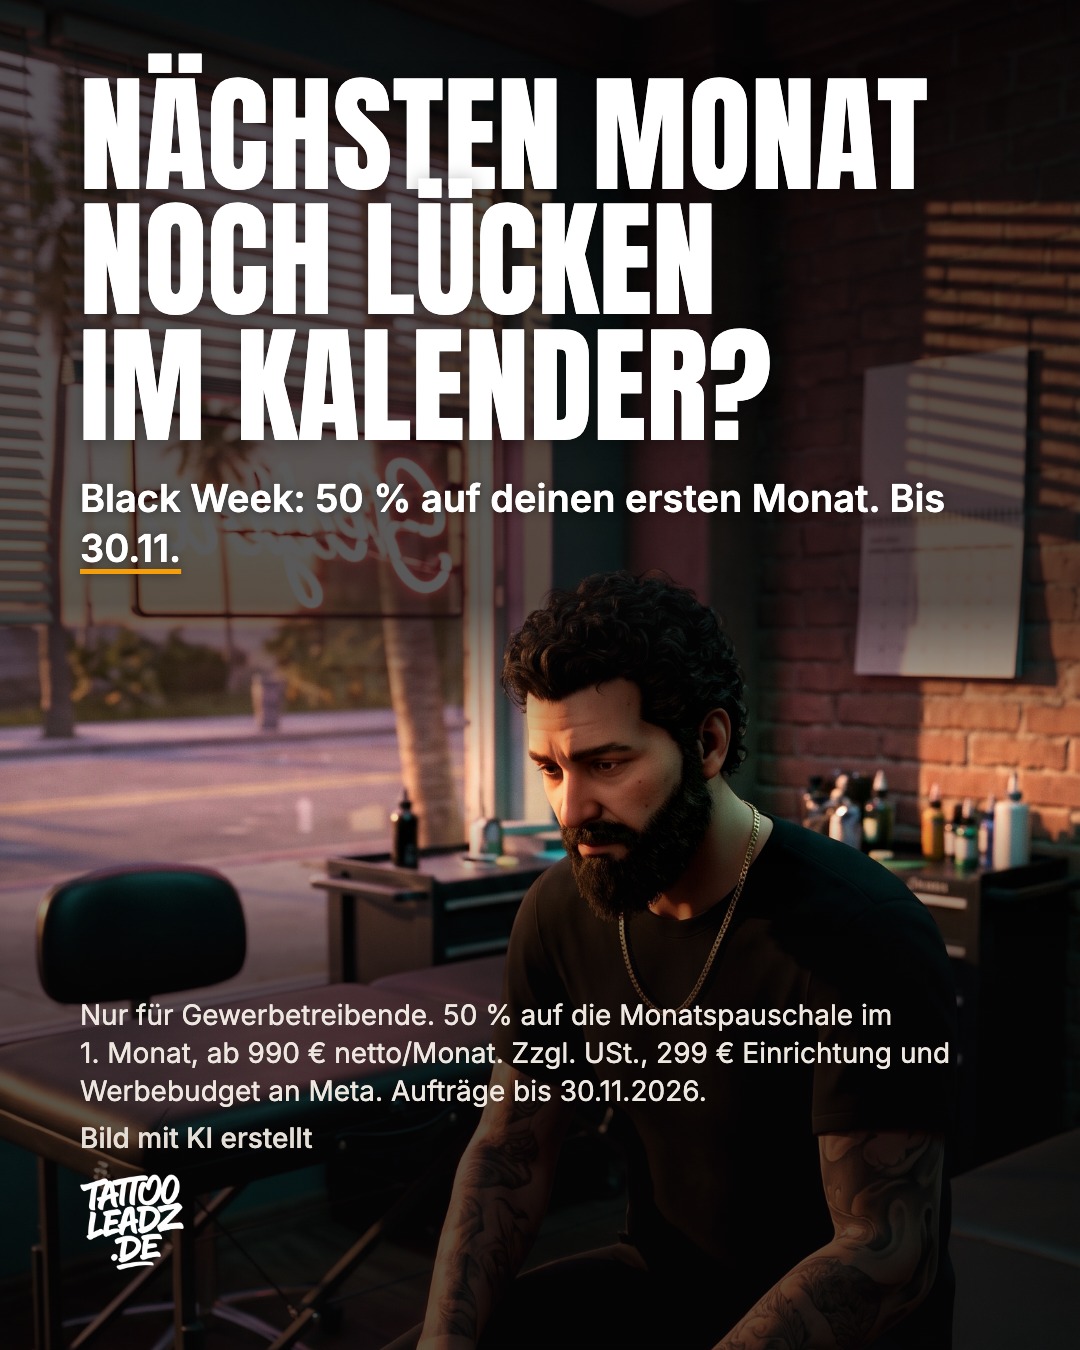 NÄCHSTEN MONAT
NOCH LÜCKEN
IM KALENDER?
Black Week: 50 % auf deinen ersten Monat. Bis
30.11.
Nur für Gewerbetreibende. 50 % auf die Monatspauschale im
1. Monat, ab 990 € netto/Monat. Zzgl. USt., 299 € Einrichtung und
Werbebudget an Meta. Aufträge bis 30.11.2026.
Bild mit KI erstellt
TATTOO
LEADZ
.DE